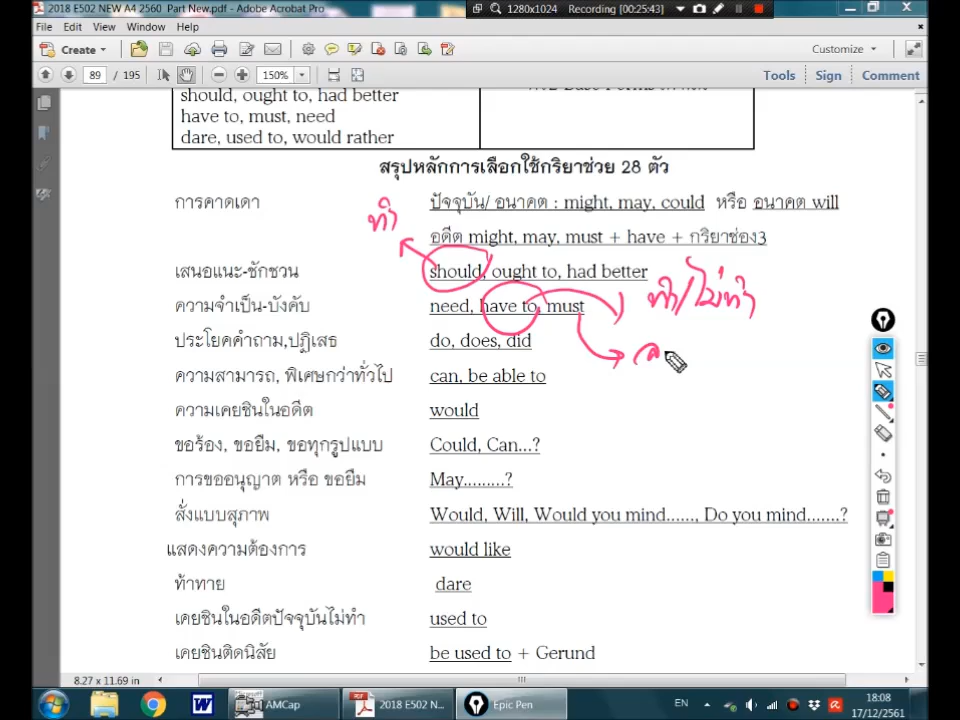 2018 E502 NEW A4 2560 Part New.pdf - Adobe Acrobat Pro
1280x1024 Recording [00:25:43]
File Edit View Window Help
Create Customize
89 / 195 150% Tools Sign Comment
should, ought to, had better
have to, must, need
dare, used to, would rather
สรุปหลักการเลือกใช้กริยาช่วย 28 ตัว
การคาดเดา ปัจจุบัน/ อนาคต : might, may, could หรือ อนาคต will
ทำ
อดีต might, may, must + have + กริยาช่อง3
เสนอแนะ-ชักชวน should, ought to, had better
ความจำเป็น-บังคับ need, have to, must ทำ/ไม่ทำ
ประโยคคำถาม,ปฏิเสธ do, does, did
ความสามารถ, พิเศษกว่าทั่วไป can, be able to
ความเคยชินในอดีต would
ขอร้อง, ขอยืม, ขอทุกรูปแบบ Could, Can...?
การขออนุญาต หรือ ขอยืม May.........?
สั่งแบบสุภาพ Would, Will, Would you mind......, Do you mind.......?
แสดงความต้องการ would like
ท้าทาย dare
เคยชินในอดีตปัจจุบันไม่ทำ used to
เคยชินติดนิสัย be used to + Gerund
8.27 x 11.69 in
AMCap 2018 E502 N... Epic Pen EN 18:08
17/12/2561